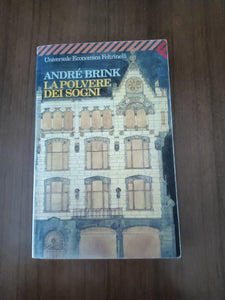 Universale Economica Feltrinelli
ANDRÉ BRINK
LA POLVERE
DEI SOGNI